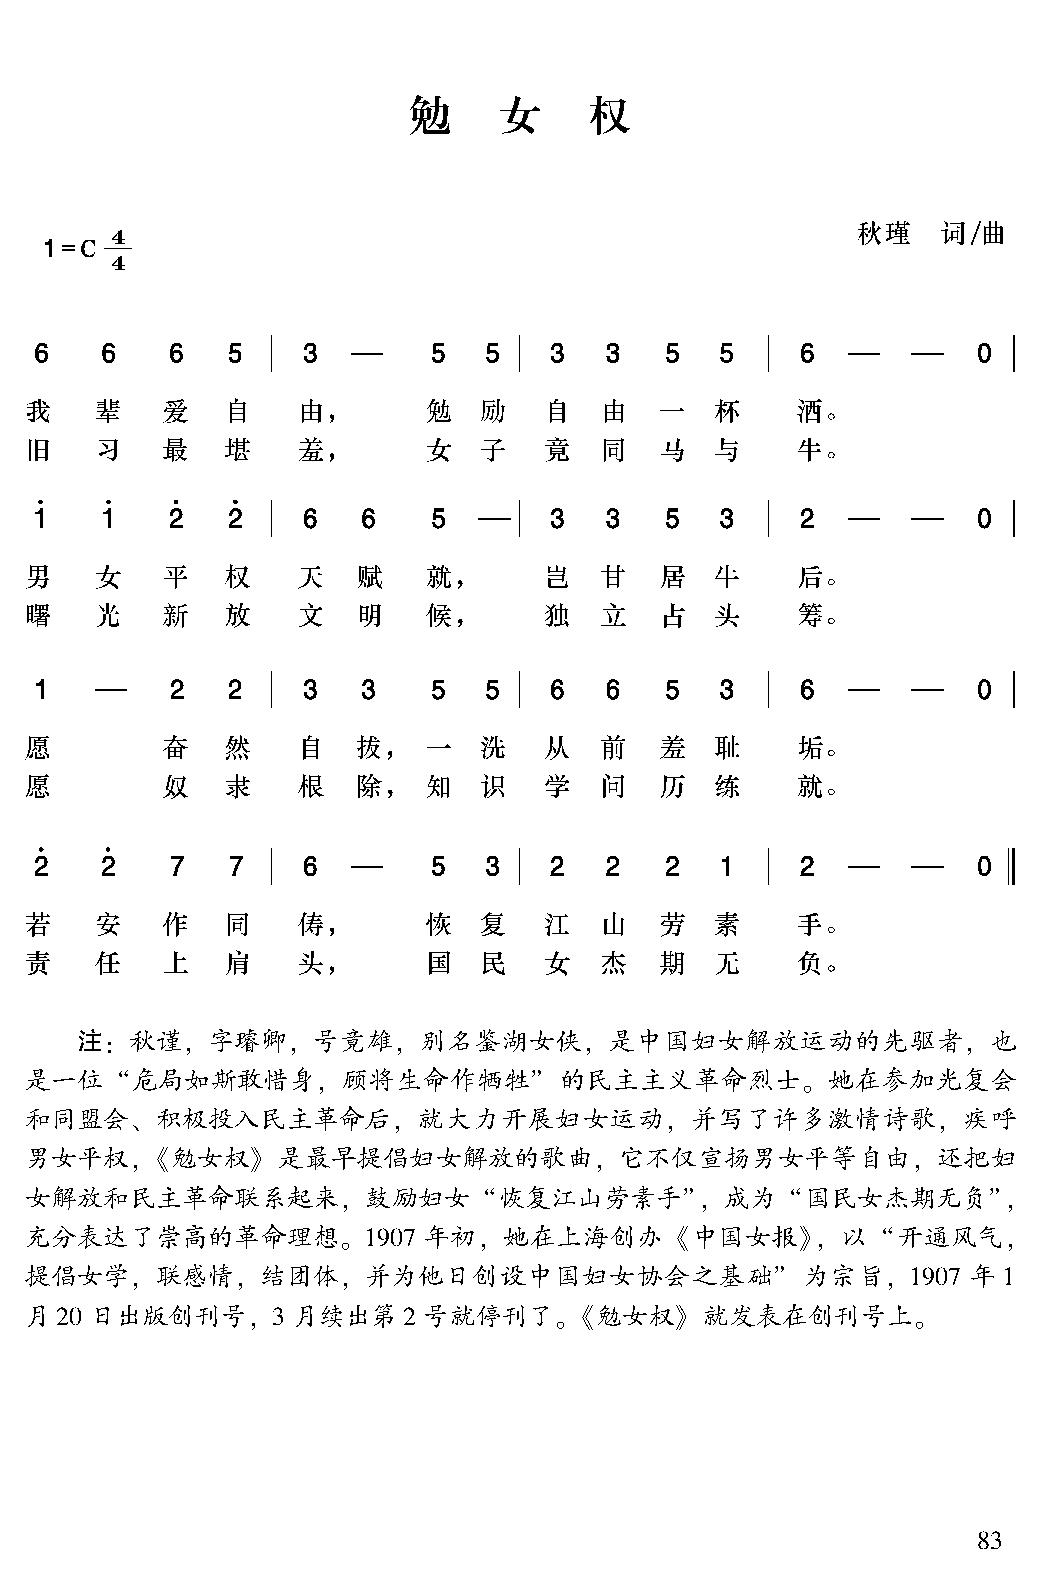 勉 女 权
秋瑾 词/曲
1=C 4/4
6 6 6 5 | 3 — 5 5 | 3 3 5 5 | 6 — — 0 |
我 辈 爱 自 由， 勉 励 自 由 一 杯 酒。
旧 习 最 堪 羞， 女 子 竟 同 马 与 牛。
1̇ 1̇ 2̇ 2̇ | 6 6 5 — | 3 3 5 3 | 2 — — 0 |
男 女 平 权 天 赋 就， 岂 甘 居 牛 后。
曙 光 新 放 文 明 候， 独 立 占 头 筹。
1 — 2 2 | 3 3 5 5 | 6 6 5 3 | 6 — — 0 |
愿 奋 然 自 拔， 一 洗 从 前 羞 耻 垢。
愿 奴 隶 根 除， 知 识 学 问 历 练 就。
2̇ 2̇ 7 7 | 6 — 5 3 | 2 2 2 1 | 2 — — 0 ‖
若 安 作 同 俦， 恢 复 江 山 劳 素 手。
责 任 上 肩 头， 国 民 女 杰 期 无 负。
注：秋谨，字璿卿，号竞雄，别名鉴湖女侠，是中国妇女解放运动的先驱者，也
是一位“危局如斯敢惜身，顾将生命作牺牲”的民主主义革命烈士。她在参加光复会
和同盟会、积极投入民主革命后，就大力开展妇女运动，并写了许多激情诗歌，疾呼
男女平权，《勉女权》是最早提倡妇女解放的歌曲，它不仅宣扬男女平等自由，还把妇
女解放和民主革命联系起来，鼓励妇女“恢复江山劳素手”，成为“国民女杰期无负”，
充分表达了崇高的革命理想。1907 年初，她在上海创办《中国女报》，以“开通风气，
提倡女学，联感情，结团体，并为他日创设中国妇女协会之基础”为宗旨，1907 年 1
月 20 日出版创刊号，3 月续出第 2 号就停刊了。《勉女权》就发表在创刊号上。
83